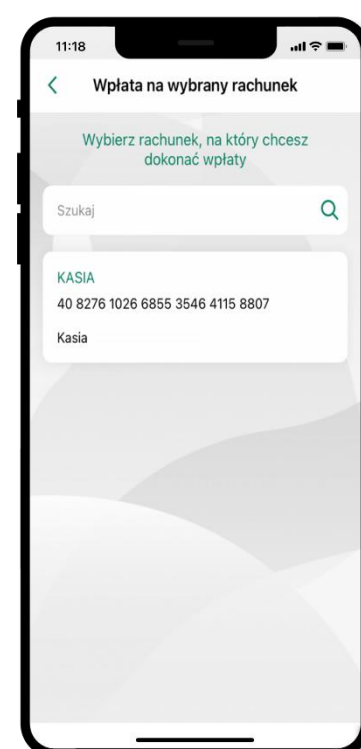 11:18
Wpłata na wybrany rachunek
Wybierz rachunek, na który chcesz
dokonać wpłaty
Szukaj
KASIA
40 8276 1026 6855 3546 4115 8807
Kasia